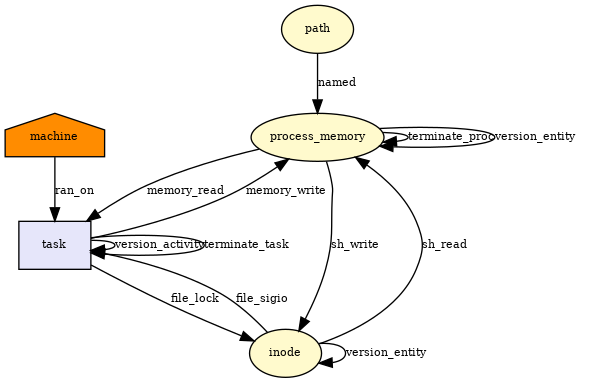 path
named
machine
process_memory
terminate_proc
version_entity
ran_on
memory_read
memory_write
task
version_activity
terminate_task
sh_write
sh_read
file_lock
file_sigio
inode
version_entity